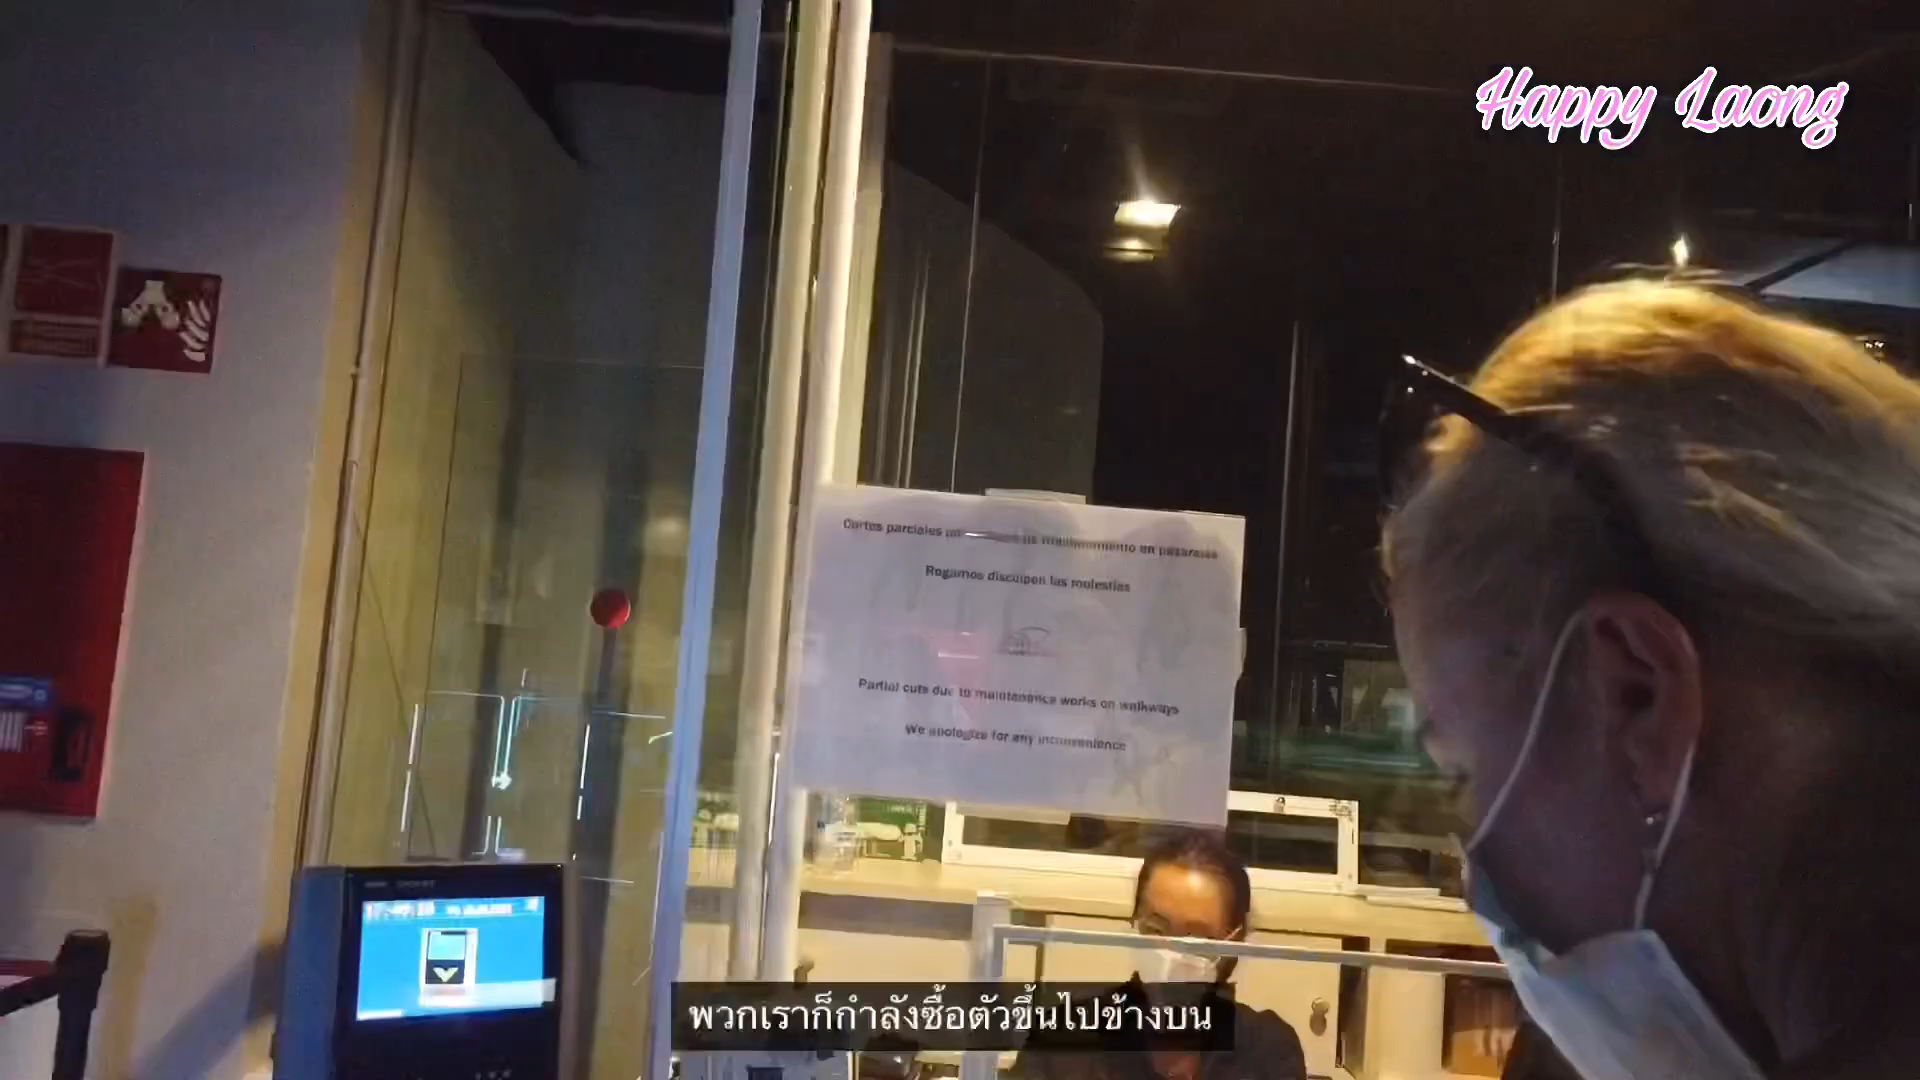 Happy Laong
Cortes parciales de mantenimiento en pasarelas
Rogamos disculpen las molestias
Partial cuts due to maintenance works on walkways
We apologize for any inconvenience
พวกเราก็กำลังซื้อตัวขึ้นไปข้างบน